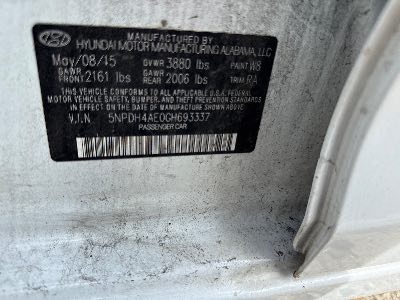 MANUFACTURED BY
HYUNDAI MOTOR MANUFACTURING ALABAMA, LLC
May/08/15 GVWR 3880 lbs PAINT W8
GAWR FRONT 2161 lbs GAWR REAR 2006 lbs TRIM RA
THIS VEHICLE CONFORMS TO ALL APPLICABLE U.S.A. FEDERAL
MOTOR VEHICLE SAFETY, BUMPER, AND THEFT PREVENTION STANDARDS
IN EFFECT ON THE DATE OF MANUFACTURE SHOWN ABOVE.
V.I.N. 5NPDH4AE0GH693337
PASSENGER CAR